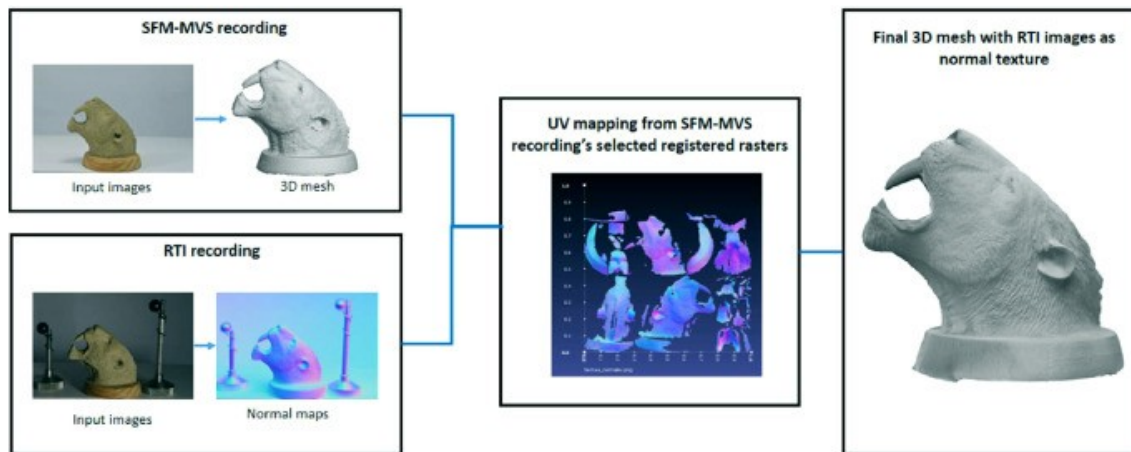 SFM-MVS recording
Input images
3D mesh
RTI recording
Input images
Normal maps
UV mapping from SFM-MVS
recording's selected registered rasters
Final 3D mesh with RTI images as
normal texture